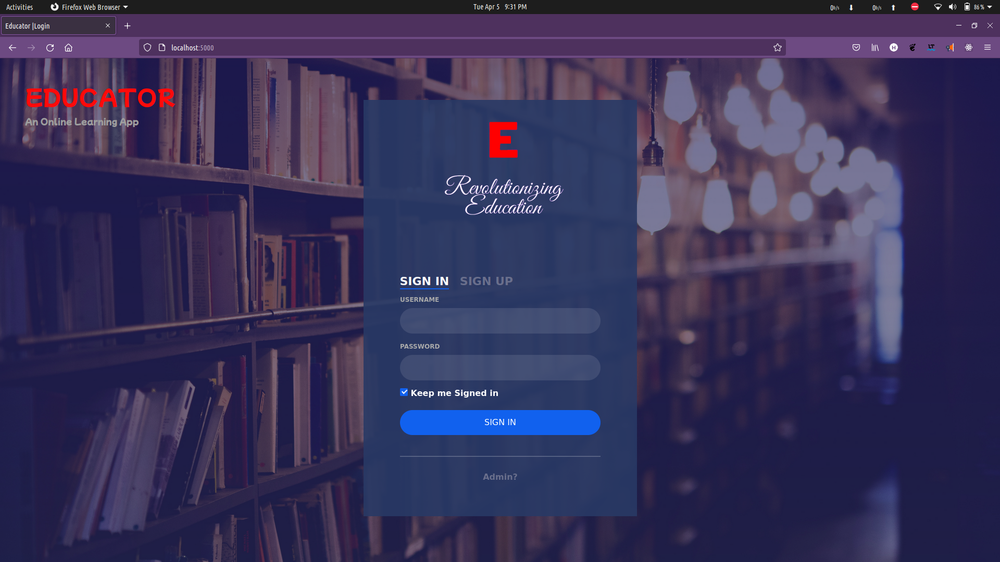 Activities
Firefox Web Browser
Tue Apr 5 9:31 PM
0b/s
0b/s
86 %
Educator |Login
localhost:5000
H
LT
EDUCATOR
An Online Learning App
E
Revolutionizing
Education
SIGN IN SIGN UP
USERNAME
PASSWORD
Keep me Signed in
SIGN IN
Admin?